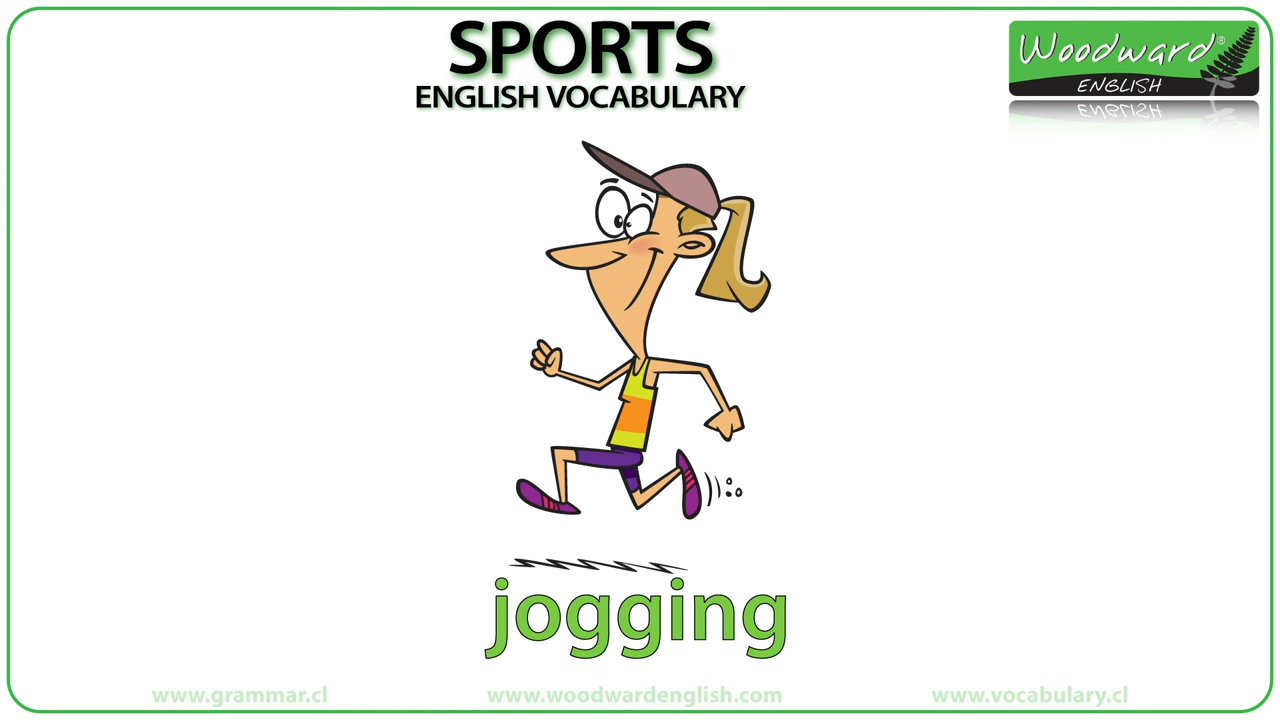 SPORTS
ENGLISH VOCABULARY
Woodward®
ENGLISH
jogging
www.grammar.cl
www.woodwardenglish.com
www.vocabulary.cl